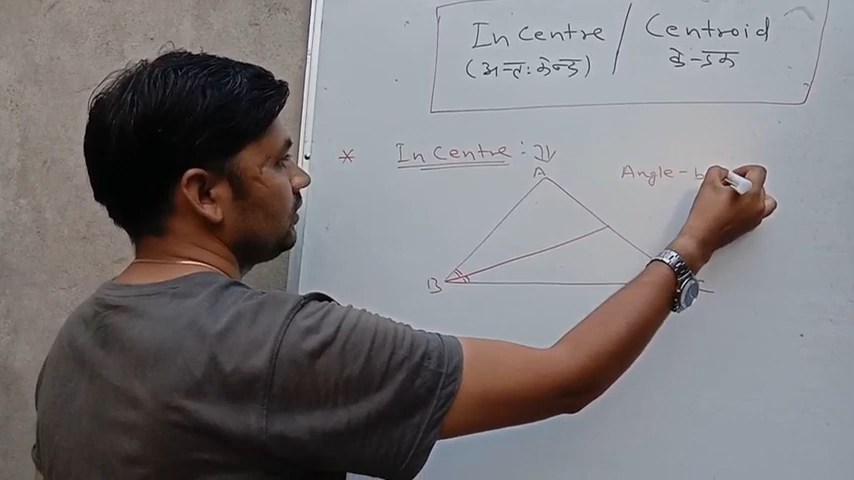 InCentre / Centroid
(अन्त: केन्द्र) केन्द्रक
* InCentre :
A
Angle - b
B